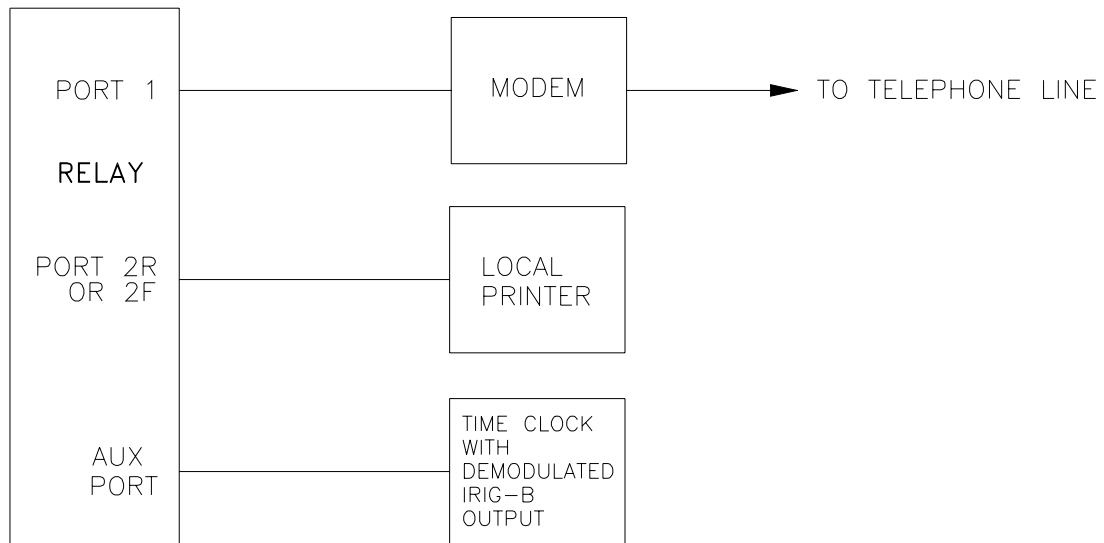 PORT 1
MODEM
TO TELEPHONE LINE
RELAY
PORT 2R
OR 2F
LOCAL
PRINTER
AUX
PORT
TIME CLOCK
WITH
DEMODULATED
IRIG-B
OUTPUT